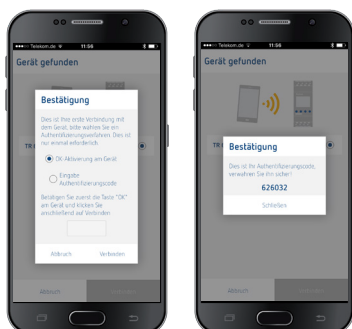 Telekom.de 11:56
Gerät gefunden
Bestätigung
Dies ist Ihre erste Verbindung mit
dem Gerät, bitte wählen Sie ein
Authentifizierungsverfahren. Dies ist
nur einmal erforderlich.
OK-Aktivierung am Gerät
Eingabe
Authentifizierungscode
Betätigen Sie zuerst die Taste "OK"
am Gerät und klicken Sie
anschließend auf Verbinden
Abbruch Verbinden
Abbruch
Telekom.de 11:56
Gerät gefunden
TR
Bestätigung
Dies ist Ihr Authentifizierungscode,
verwahren Sie ihn sicher!
626032
Schließen
Abbruch